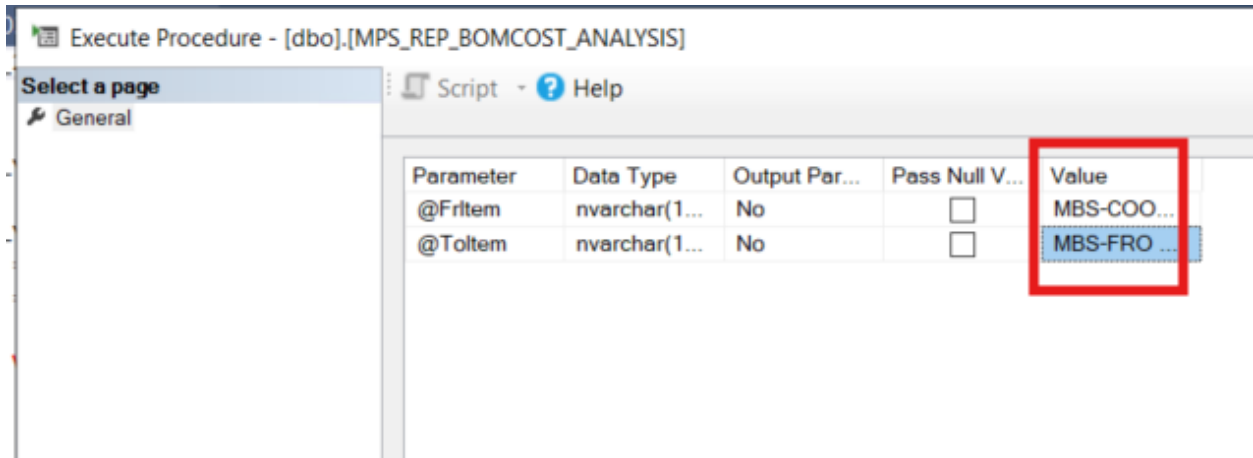 Execute Procedure - [dbo].[MPS_REP_BOMCOST_ANALYSIS]
Select a page
General
Script Help
Parameter Data Type Output Par... Pass Null V... Value
@FrItem nvarchar(1... No MBS-COO...
@ToItem nvarchar(1... No MBS-FRO ...